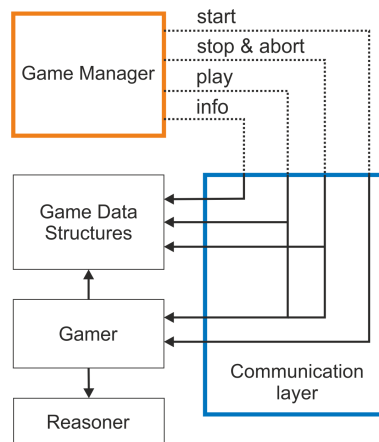 start
stop & abort
Game Manager
play
info
Game Data
Structures
Gamer
Communication
layer
Reasoner